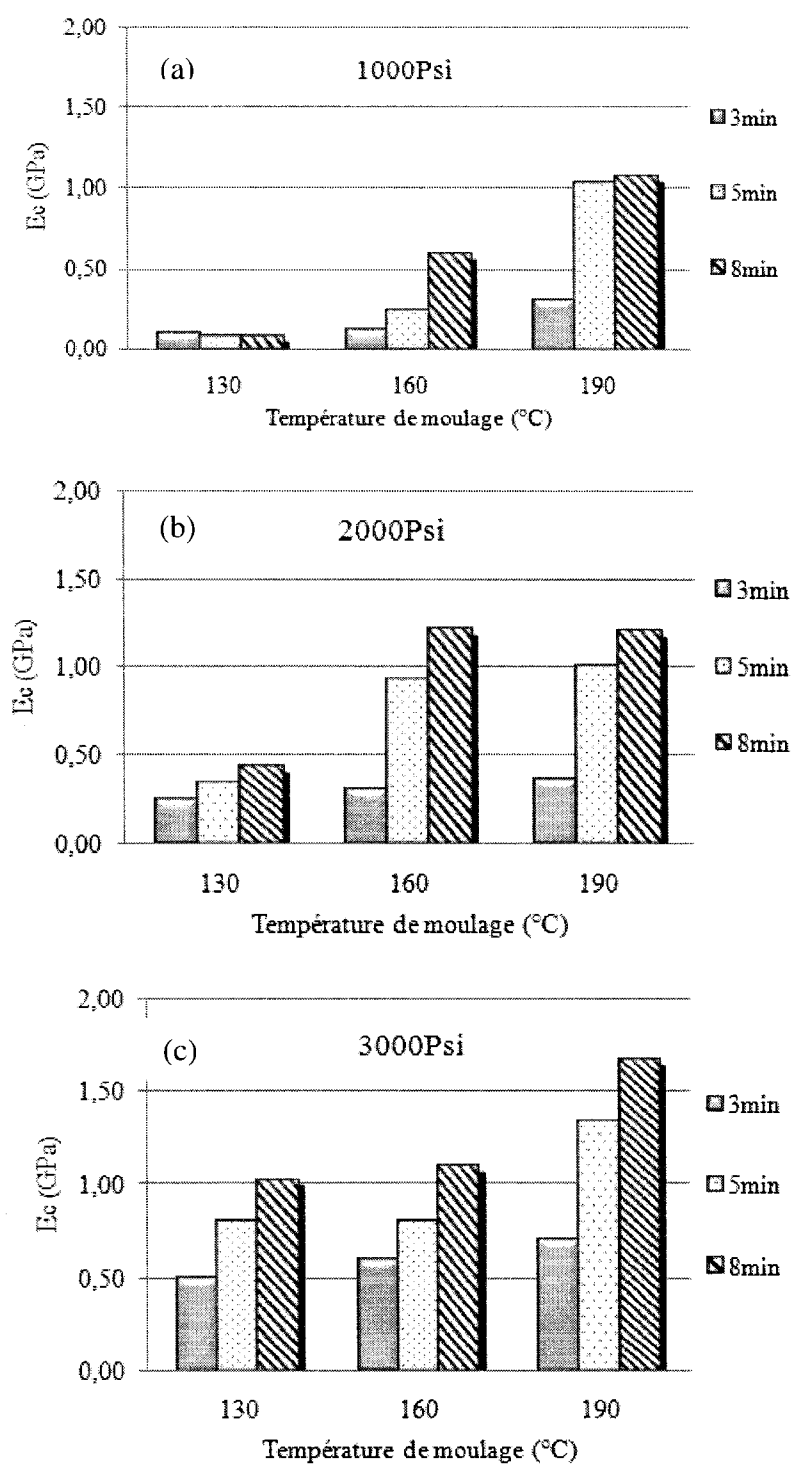 2,00
(a)
1000Psi
1,50
1,00
0,50
0,00
Ec (GPa)
3min
5min
8min
130
160
190
Température de moulage (°C)
2,00
(b)
2000Psi
1,50
1,00
0,50
0,00
Ec (GPa)
3min
5min
8min
130
160
190
Température de moulage (°C)
2,00
(c)
3000Psi
1,50
1,00
0,50
0,00
Ec (GPa)
3min
5min
8min
130
160
190
Température de moulage (°C)